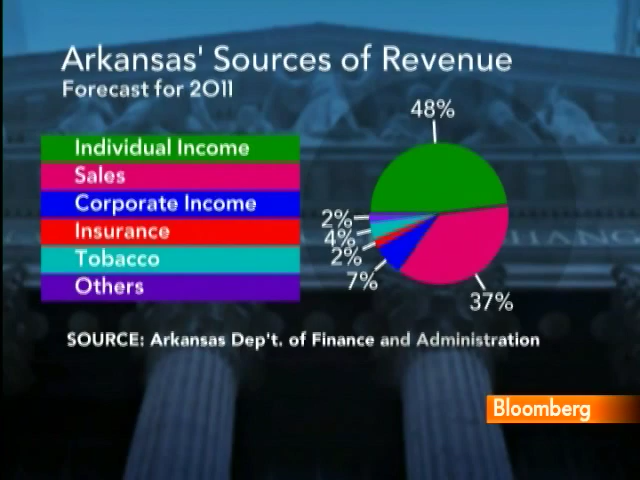 Arkansas' Sources of Revenue
Forecast for 2011
48%
Individual Income
Sales
Corporate Income
Insurance
Tobacco
Others
2%
4%
2%
7%
37%
SOURCE: Arkansas Dep't. of Finance and Administration
Bloomberg